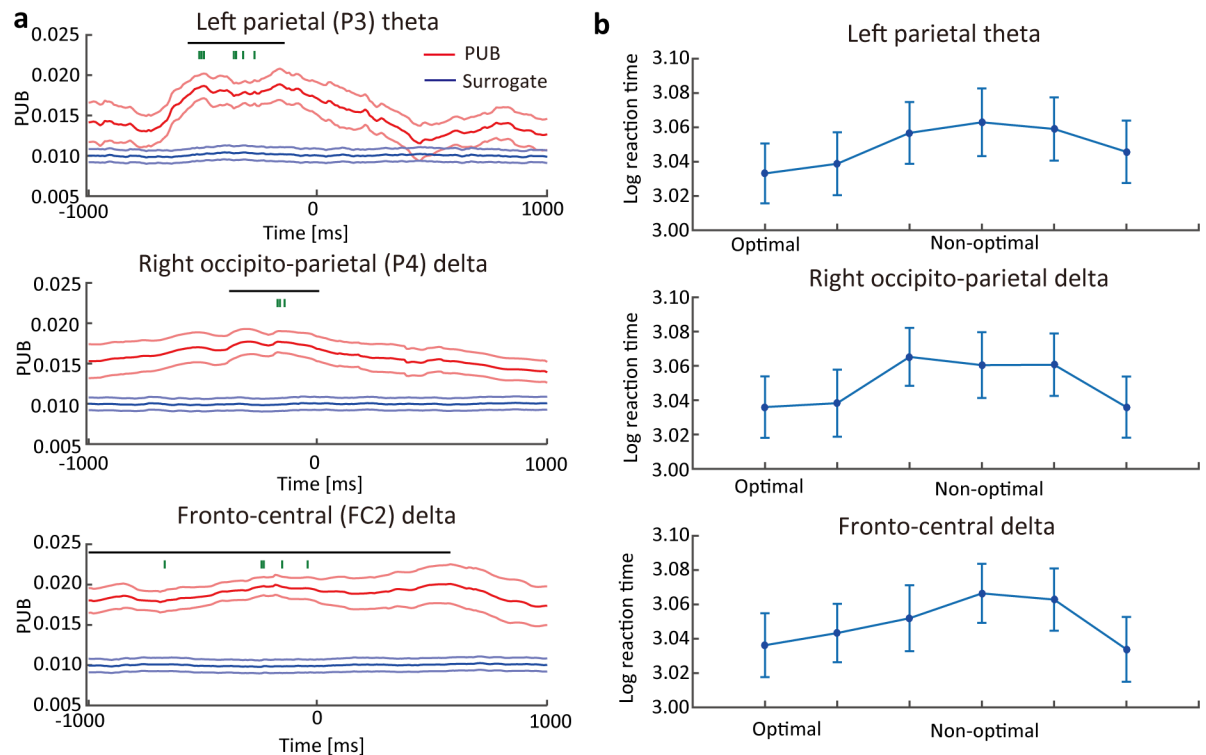 a
Left parietal (P3) theta
0.025
0.020
0.015
0.010
0.005
PUB
PUB
Surrogate
-1000
0
1000
Time [ms]
Right occipito-parietal (P4) delta
0.025
0.020
0.015
0.010
0.005
PUB
-1000
0
1000
Time [ms]
Fronto-central (FC2) delta
0.025
0.020
0.015
0.010
0.005
PUB
-1000
0
1000
Time [ms]
b
Left parietal theta
3.10
3.08
3.06
3.04
3.02
3.00
Log reaction time
Optimal
Non-optimal
Right occipito-parietal delta
3.10
3.08
3.06
3.04
3.02
3.00
Log reaction time
Optimal
Non-optimal
Fronto-central delta
3.10
3.08
3.06
3.04
3.02
3.00
Log reaction time
Optimal
Non-optimal